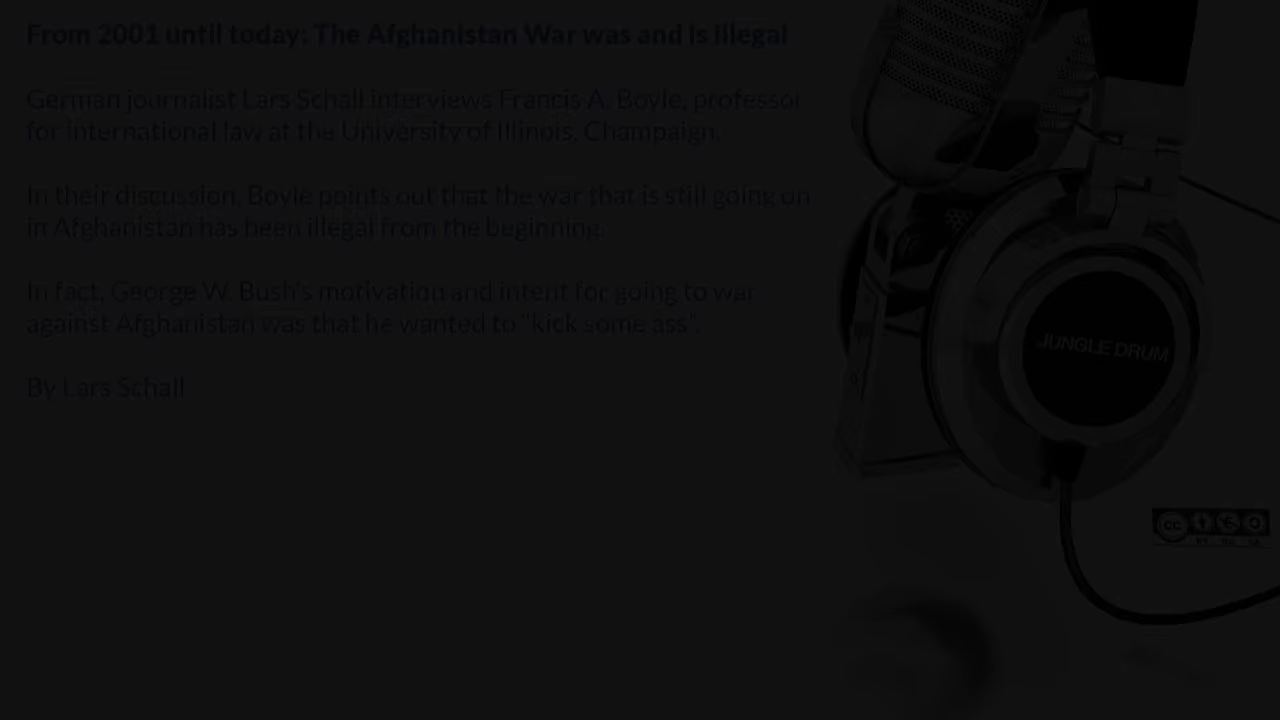 From 2001 until today: The Afghanistan War was and is illegal
German journalist Lars Schall interviews Francis A. Boyle, professor
for international law at the University of Illinois, Champaign.
In their discussion, Boyle points out that the war that is still going on
in Afghanistan has been illegal from the beginning.
In fact, George W. Bush's motivation and intent for going to war
against Afghanistan was that he wanted to "kick some ass".
By Lars Schall
JUNGLE DRUM
cc
BY NC SA